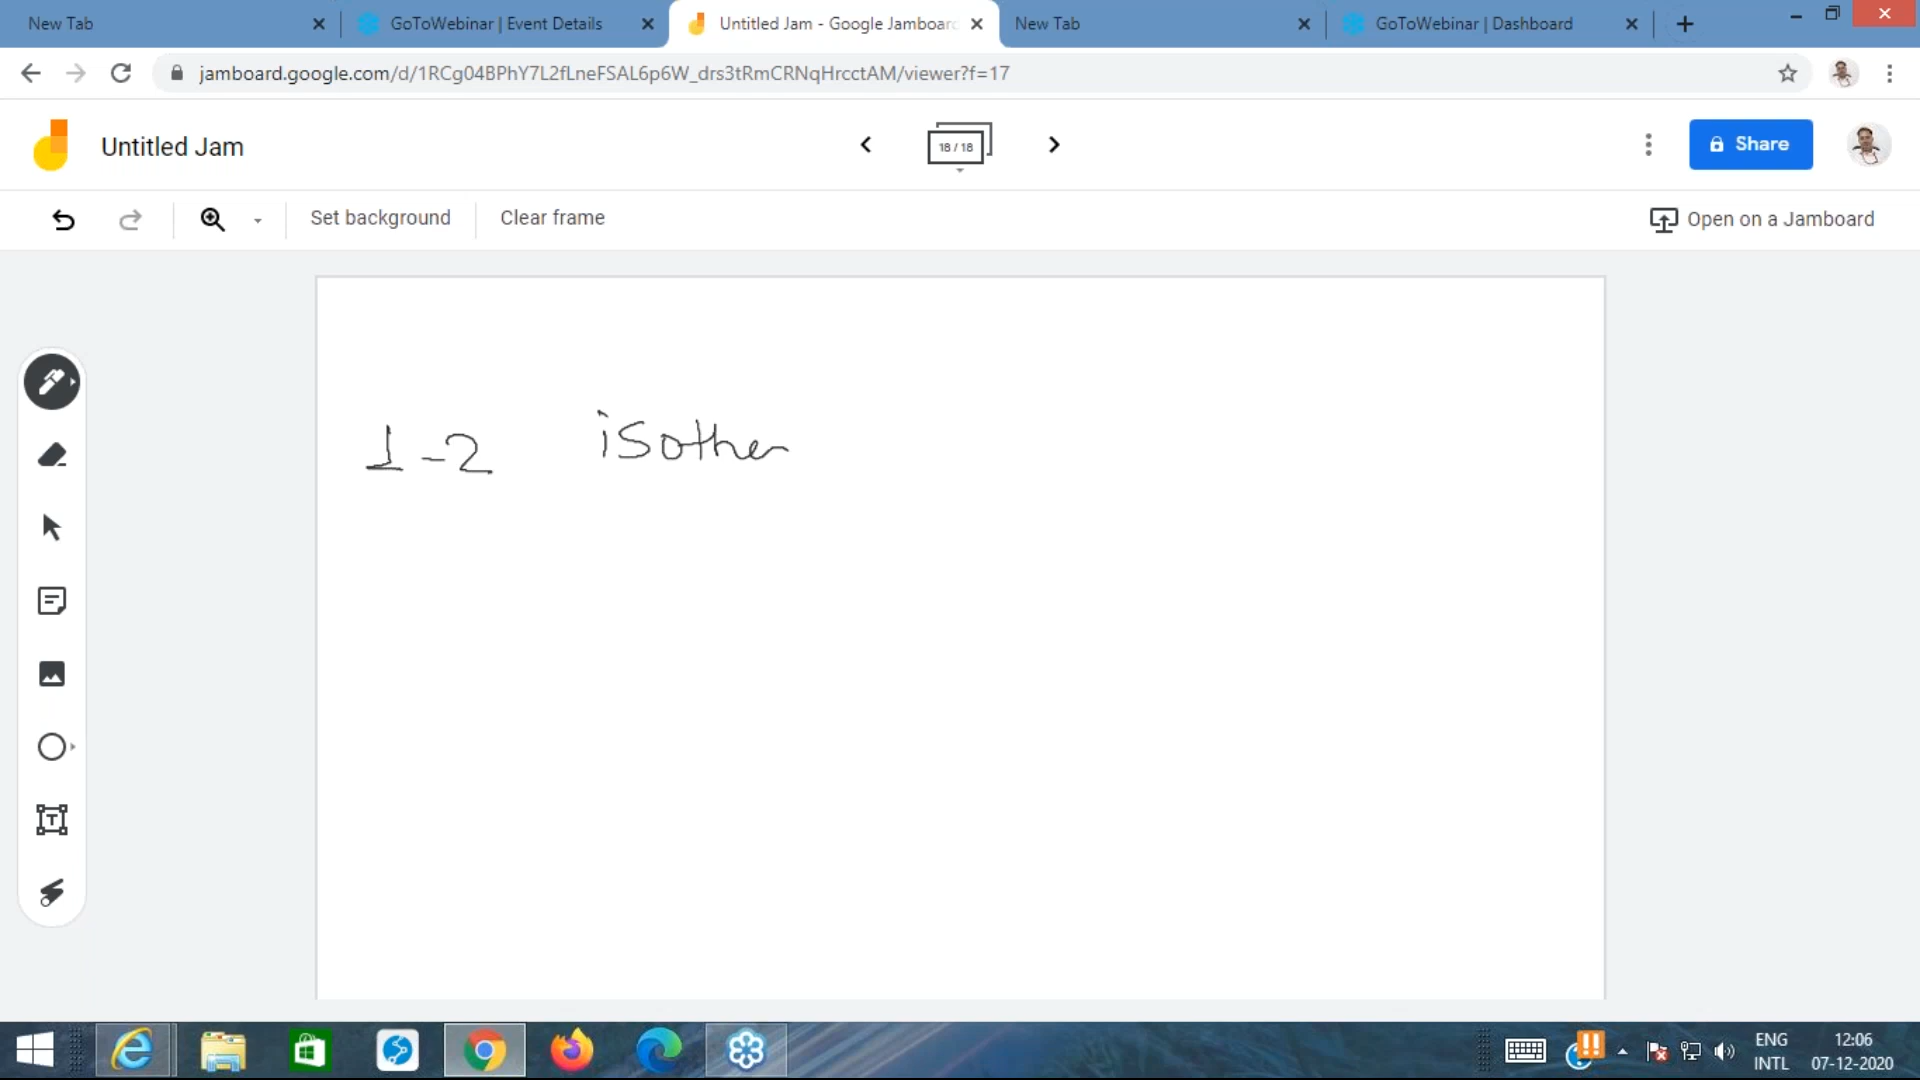 New Tab GoToWebinar | Event Details Untitled Jam - Google Jamboard New Tab GoToWebinar | Dashboard
jamboard.google.com/d/1RCg04BPhY7L2fLneFSAL6p6W_drs3tRmCRNqHrcctAM/viewer?f=17
Untitled Jam 18 / 18 Share
Set background Clear frame Open on a Jamboard
1-2 isother
ENG 12:06
INTL 07-12-2020